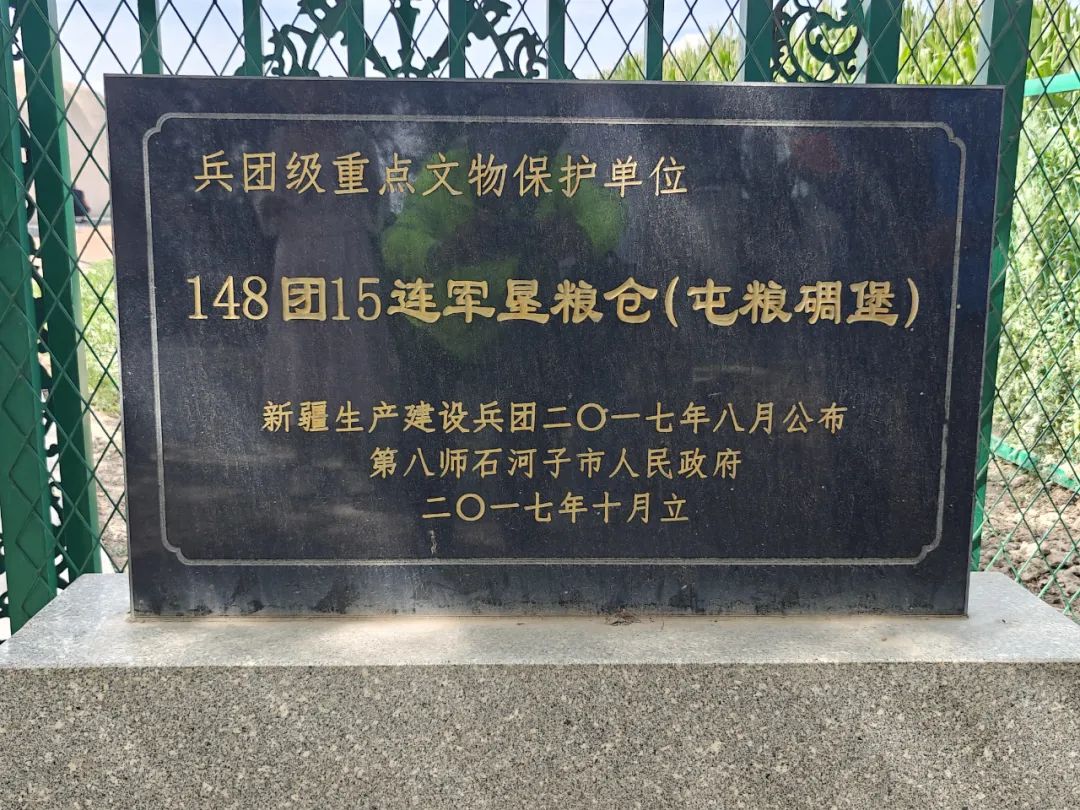 兵团级重点文物保护单位
148团15连军垦粮仓(屯粮碉堡)
新疆生产建设兵团二〇一七年八月公布
第八师石河子市人民政府
二〇一七年十月立